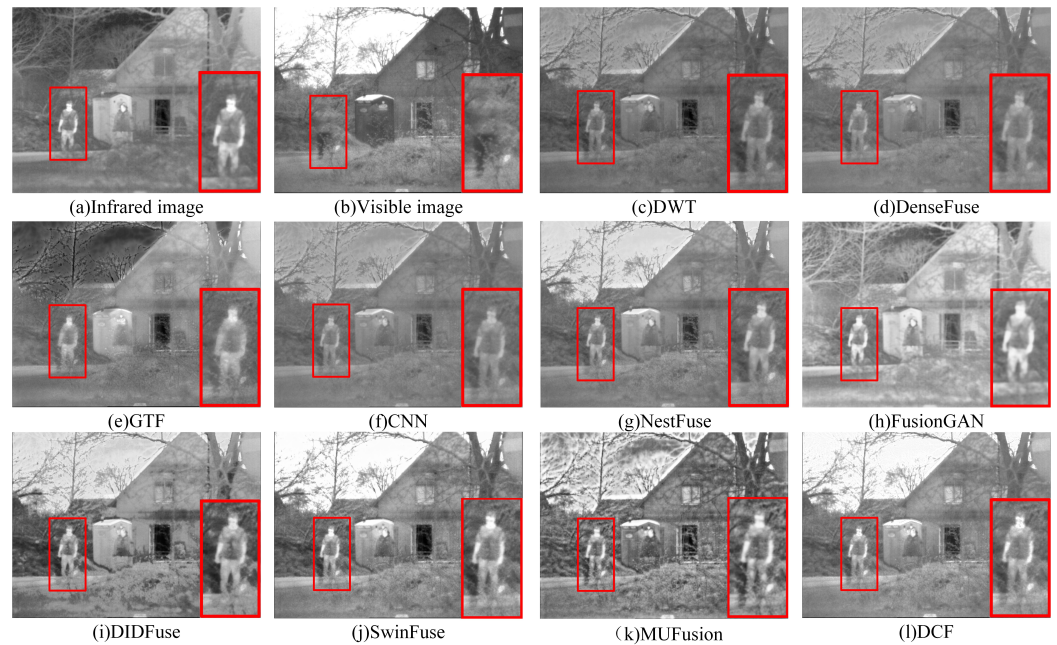 (a)Infrared image
(b)Visible image
(c)DWT
(d)DenseFuse
(e)GTF
(f)CNN
(g)NestFuse
(h)FusionGAN
(i)DIDFuse
(j)SwinFuse
（k)MUFusion
(l)DCF